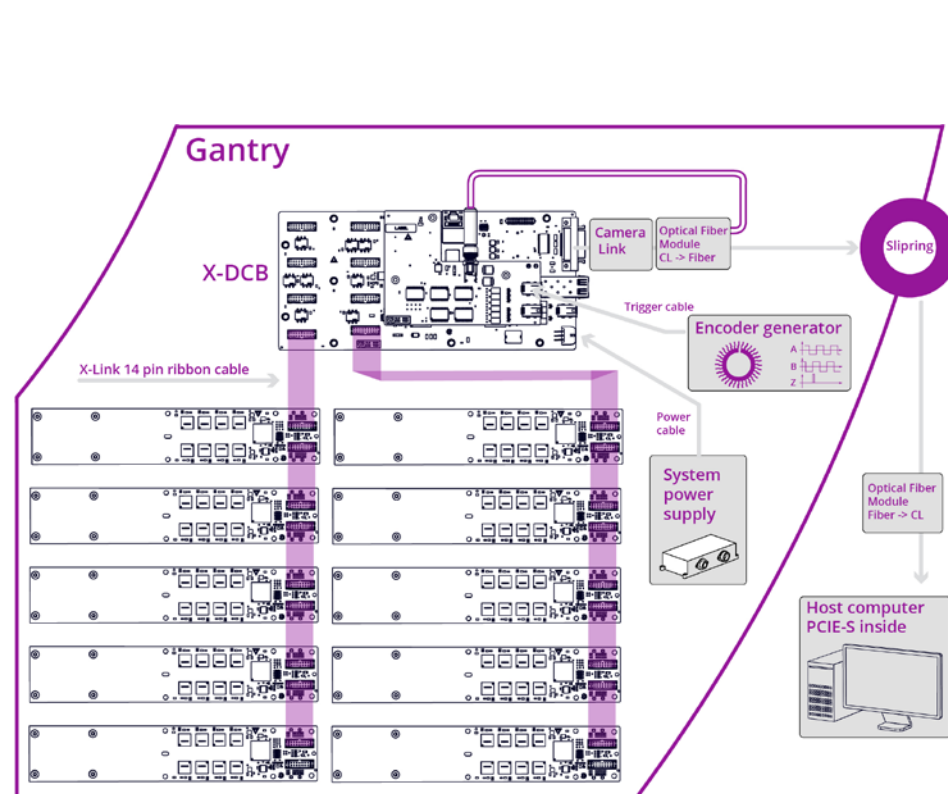 Gantry
X-DCB
Camera
Link
Optical Fiber
Module
CL -> Fiber
Slipring
Trigger cable
Encoder generator
A
B
Z
X-Link 14 pin ribbon cable
Power
cable
System
power
supply
Optical Fiber
Module
Fiber -> CL
Host computer
PCIE-S inside